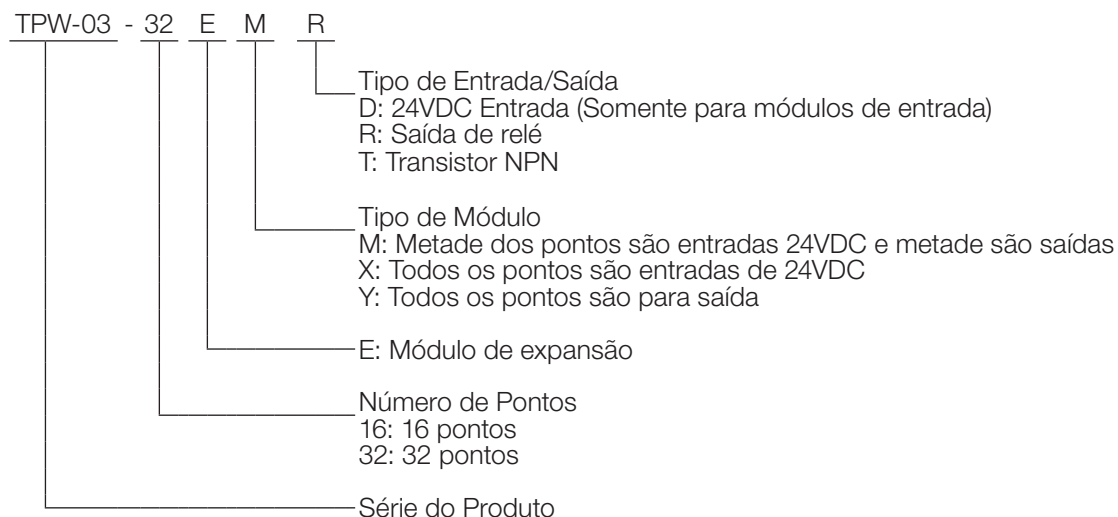 TPW-03 - 32 E M R
Tipo de Entrada/Saída
D: 24VDC Entrada (Somente para módulos de entrada)
R: Saída de relé
T: Transistor NPN
Tipo de Módulo
M: Metade dos pontos são entradas 24VDC e metade são saídas
X: Todos os pontos são entradas de 24VDC
Y: Todos os pontos são para saída
E: Módulo de expansão
Número de Pontos
16: 16 pontos
32: 32 pontos
Série do Produto